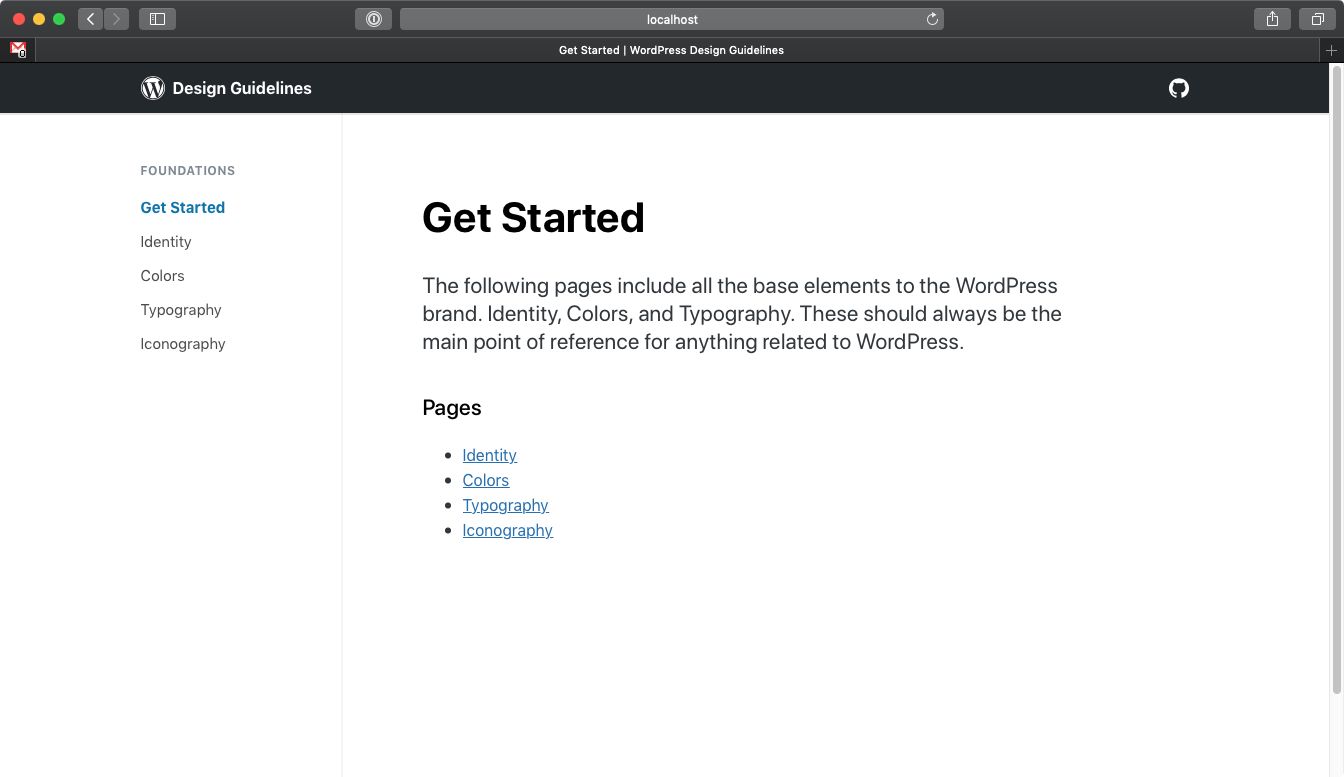 localhost
Get Started | WordPress Design Guidelines
Design Guidelines
FOUNDATIONS
Get Started
Identity
Colors
Typography
Iconography
Get Started
The following pages include all the base elements to the WordPress
brand. Identity, Colors, and Typography. These should always be the
main point of reference for anything related to WordPress.
Pages
Identity
Colors
Typography
Iconography